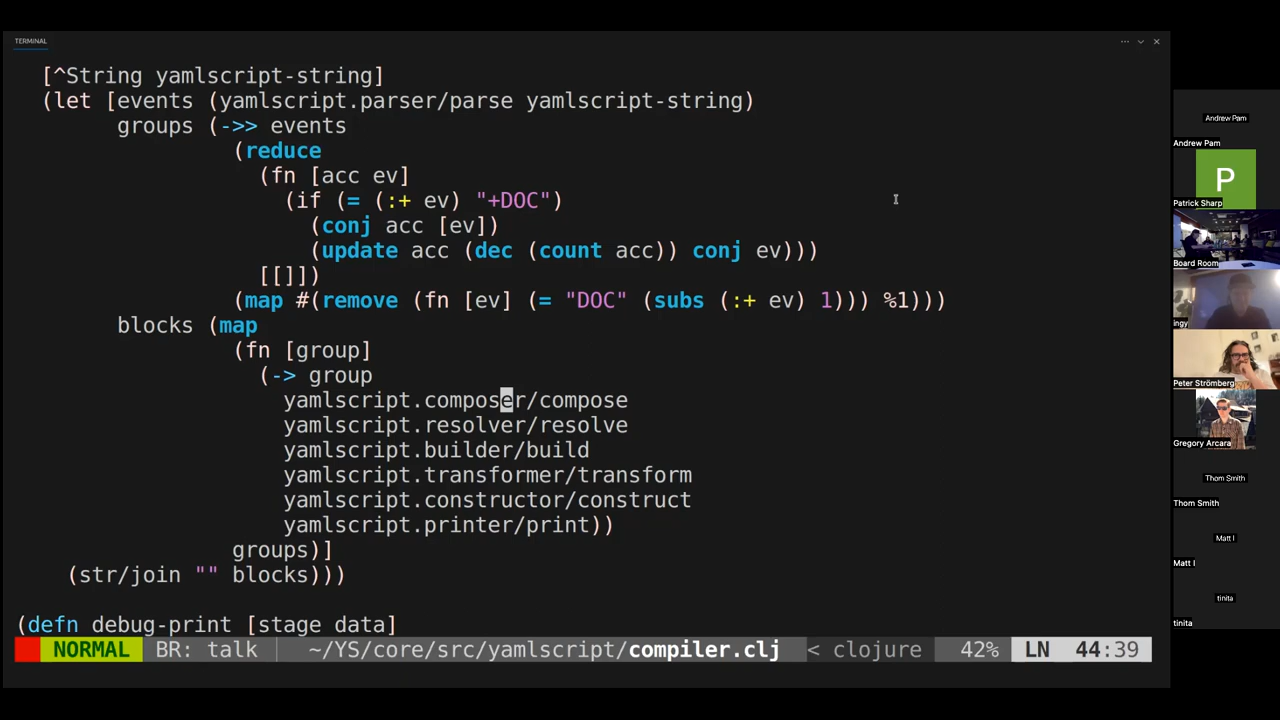 TERMINAL
[^String yamlscript-string]
(let [events (yamlscript.parser/parse yamlscript-string)
groups (->> events
(reduce
(fn [acc ev]
(if (= (:+ ev) "+DOC")
(conj acc [ev])
(update acc (dec (count acc)) conj ev)))
[[]])
(map #(remove (fn [ev] (= "DOC" (subs (:+ ev) 1))) %1)))
blocks (map
(fn [group]
(-> group
yamlscript.composer/compose
yamlscript.resolver/resolve
yamlscript.builder/build
yamlscript.transformer/transform
yamlscript.constructor/construct
yamlscript.printer/print))
groups)]
(str/join "" blocks)))
(defn debug-print [stage data]
NORMAL BR: talk ~/YS/core/src/yamlscript/compiler.clj < clojure 42% LN 44:39
Andrew Pam
Andrew Pam
P
Patrick Sharp
Board Room
ingy
Peter Strömberg
Gregory Arcara
Thom Smith
Thom Smith
Matt I
Matt I
tinita
tinita